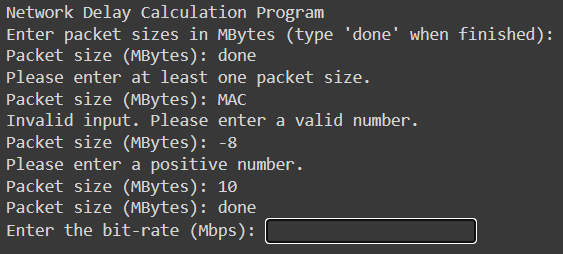 Network Delay Calculation Program
Enter packet sizes in MBytes (type 'done' when finished):
Packet size (MBytes): done
Please enter at least one packet size.
Packet size (MBytes): MAC
Invalid input. Please enter a valid number.
Packet size (MBytes): -8
Please enter a positive number.
Packet size (MBytes): 10
Packet size (MBytes): done
Enter the bit-rate (Mbps):